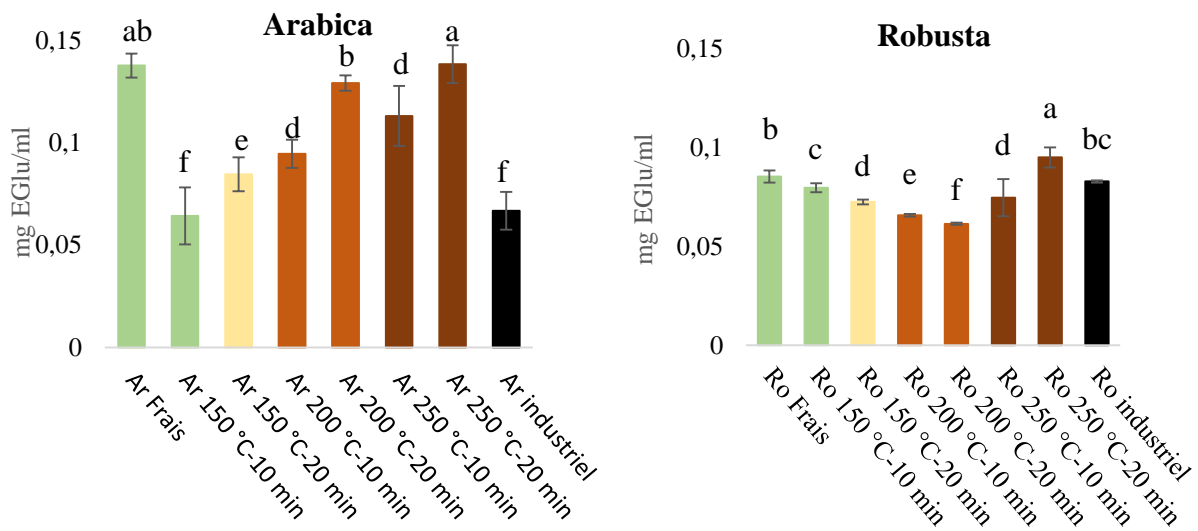 Arabica
mg EGlu/ml
0,15
0,1
0,05
0
ab
f
e
d
b
d
a
f
Ar Frais
Ar 150 °C-10 min
Ar 150 °C-20 min
Ar 200 °C-10 min
Ar 200 °C-20 min
Ar 250 °C-10 min
Ar 250 °C-20 min
Ar industriel
Robusta
mg EGlu/ml
0,15
0,1
0,05
0
b
c
d
e
f
d
a
bc
Ro Frais
Ro 150 °C-10 min
Ro 150 °C-20 min
Ro 200 °C-10 min
Ro 200 °C-20 min
Ro 250 °C-10 min
Ro 250 °C-20 min
Ro industriel